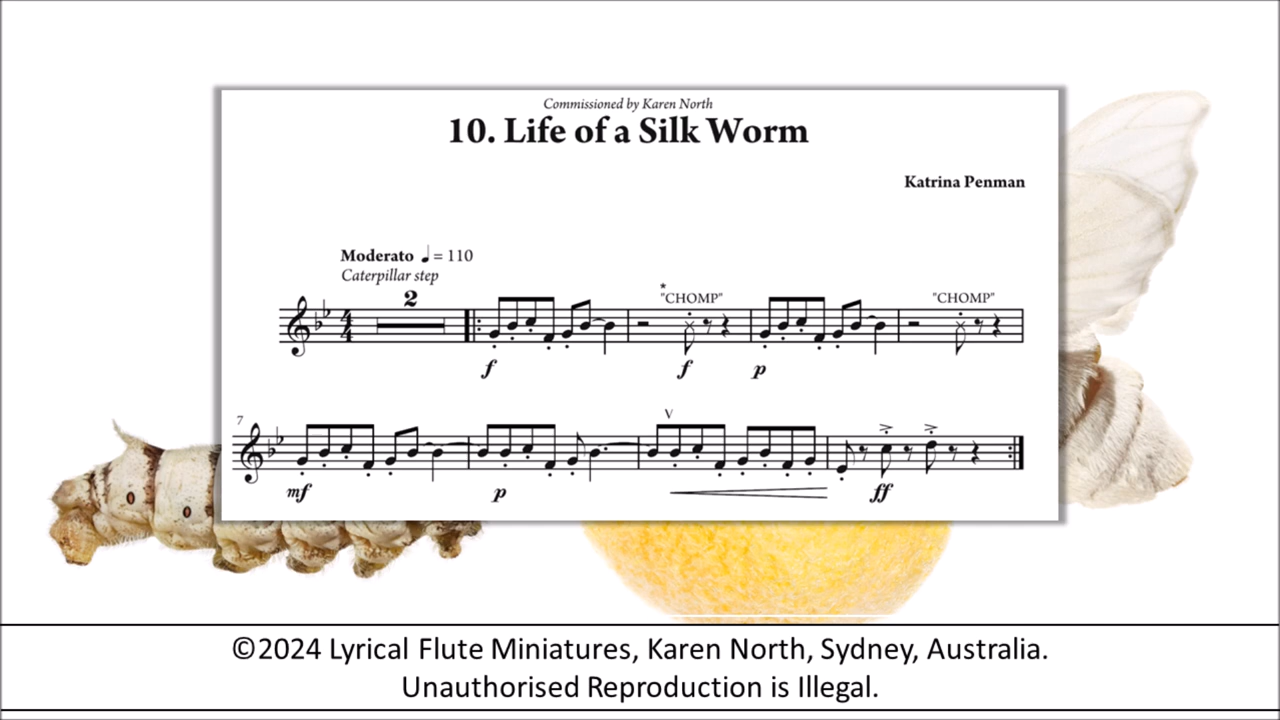 Commissioned by Karen North
10. Life of a Silk Worm
Katrina Penman
Moderato ♩= 110
Caterpillar step
2
* "CHOMP"
"CHOMP"
f f p
7
V
mf p ff
©2024 Lyrical Flute Miniatures, Karen North, Sydney, Australia.
Unauthorised Reproduction is Illegal.